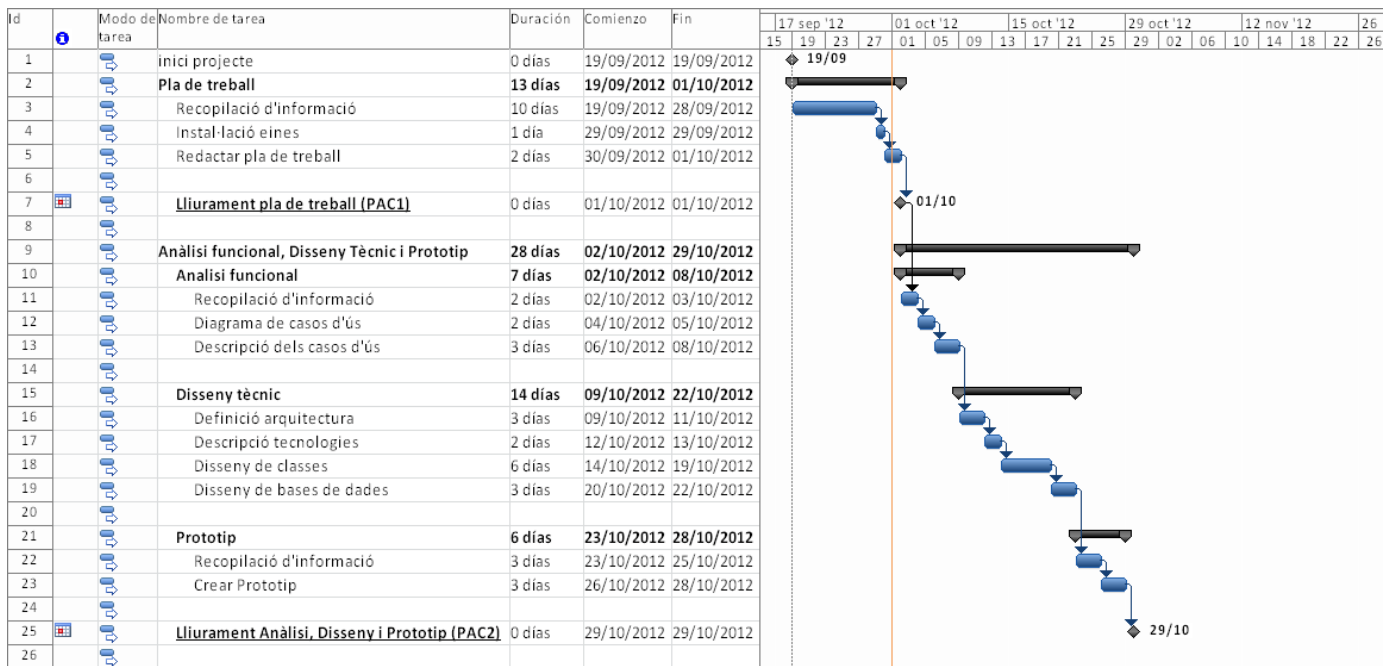 Id Modo de tarea Nombre de tarea Duración Comienzo Fin 17 sep '12 01 oct '12 15 oct '12 29 oct '12 12 nov '12 26
15 19 23 27 01 05 09 13 17 21 25 29 02 06 10 14 18 22 26
1 inici projecte 0 días 19/09/2012 19/09/2012 19/09
2 Pla de treball 13 días 19/09/2012 01/10/2012
3 Recopilació d'informació 10 días 19/09/2012 28/09/2012
4 Instal·lació eines 1 día 29/09/2012 29/09/2012
5 Redactar pla de treball 2 días 30/09/2012 01/10/2012
6
7 Lliurament pla de treball (PAC1) 0 días 01/10/2012 01/10/2012 01/10
8
9 Anàlisi funcional, Disseny Tècnic i Prototip 28 días 02/10/2012 29/10/2012
10 Analisi funcional 7 días 02/10/2012 08/10/2012
11 Recopilació d'informació 2 días 02/10/2012 03/10/2012
12 Diagrama de casos d'ús 2 días 04/10/2012 05/10/2012
13 Descripció dels casos d'ús 3 días 06/10/2012 08/10/2012
14
15 Disseny tècnic 14 días 09/10/2012 22/10/2012
16 Definició arquitectura 3 días 09/10/2012 11/10/2012
17 Descripció tecnologies 2 días 12/10/2012 13/10/2012
18 Disseny de classes 6 días 14/10/2012 19/10/2012
19 Disseny de bases de dades 3 días 20/10/2012 22/10/2012
20
21 Prototip 6 días 23/10/2012 28/10/2012
22 Recopilació d'informació 3 días 23/10/2012 25/10/2012
23 Crear Prototip 3 días 26/10/2012 28/10/2012
24
25 Lliurament Anàlisi, Disseny i Prototip (PAC2) 0 días 29/10/2012 29/10/2012 29/10
26